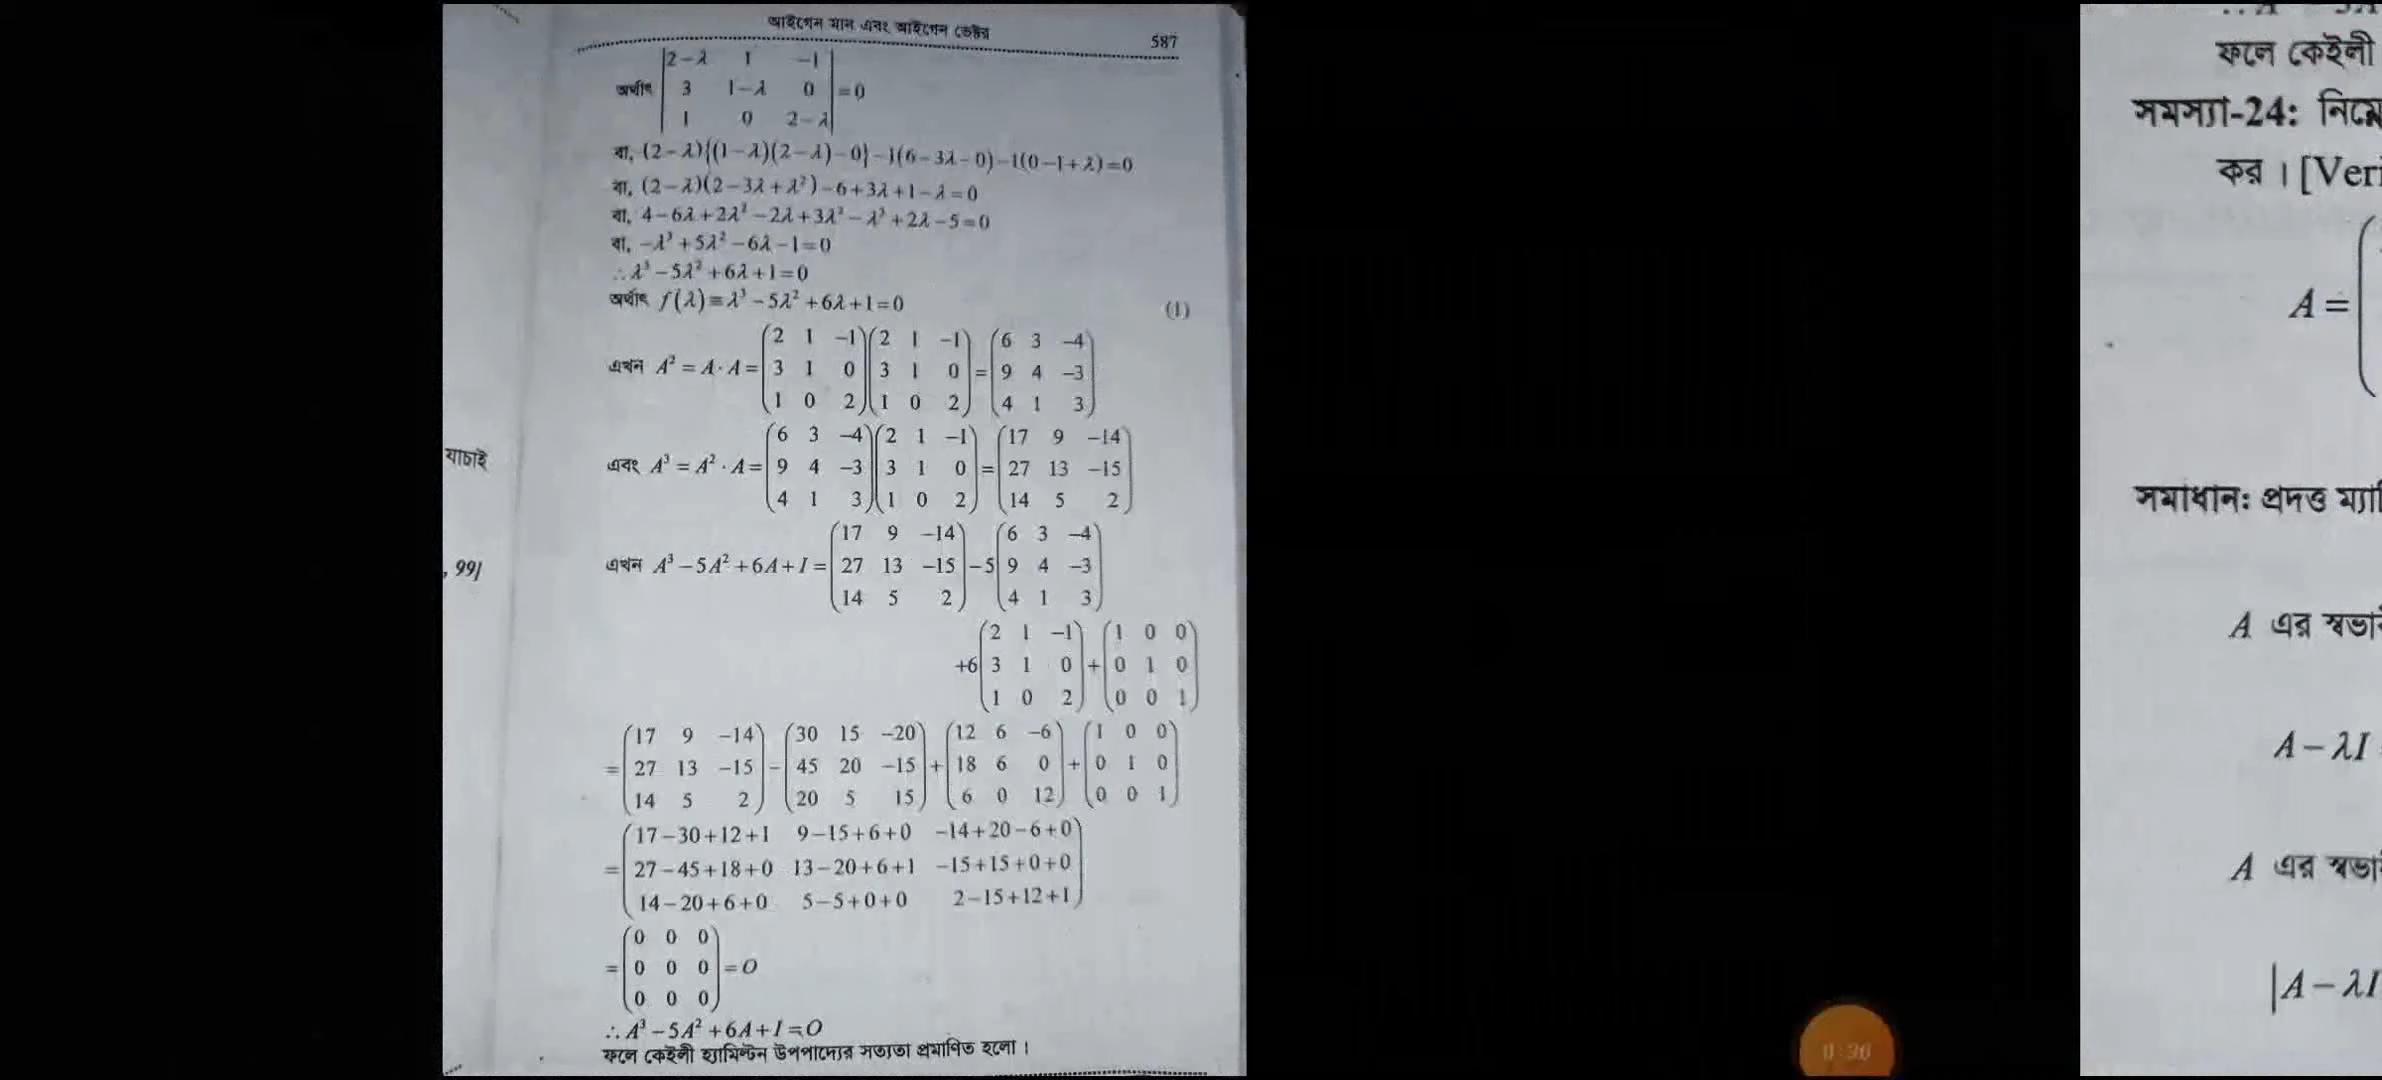 আইগেন মান এবং আইগেন ভেক্টর
587
অর্থাৎ |2−λ 1 −1|
|3 1−λ 0| =0
|1 0 2−λ|
বা, (2−λ){(1−λ)(2−λ)−0}−1(6−3λ−0)−1(0−1+λ)=0
বা, (2−λ)(2−3λ+λ²)−6+3λ+1−λ=0
বা, 4−6λ+2λ²−2λ+3λ²−λ³+2λ−5=0
বা, −λ³+5λ²−6λ−1=0
∴λ³−5λ²+6λ+1=0
অর্থাৎ f(λ)≡λ³−5λ²+6λ+1=0 (1)
(2 1 −1)(2 1 −1) (6 3 −4)
এখন A²=A·A=(3 1 0)(3 1 0)=(9 4 −3)
(1 0 2)(1 0 2) (4 1 3)
(6 3 −4)(2 1 −1) (17 9 −14)
এবং A³=A²·A=(9 4 −3)(3 1 0)=(27 13 −15)
(4 1 3)(1 0 2) (14 5 2)
(17 9 −14) (6 3 −4)
এখন A³−5A²+6A+I=(27 13 −15)−5(9 4 −3)
(14 5 2) (4 1 3)
(2 1 −1) (1 0 0)
+6(3 1 0)+(0 1 0)
(1 0 2) (0 0 1)
(17 9 −14) (30 15 −20) (12 6 −6) (1 0 0)
=(27 13 −15)−(45 20 −15)+(18 6 0)+(0 1 0)
(14 5 2) (20 5 15) (6 0 12) (0 0 1)
(17−30+12+1 9−15+6+0 −14+20−6+0)
=(27−45+18+0 13−20+6+1 −15+15+0+0)
(14−20+6+0 5−5+0+0 2−15+12+1)
(0 0 0)
=(0 0 0)=O
(0 0 0)
∴A³−5A²+6A+I=O
ফলে কেইলী হ্যামিল্টন উপপাদ্যের সত্যতা প্রমাণিত হলো।
যাচাই
, 99]
ফলে কেইলী
সমস্যা-24: নিম্নে
কর। [Veri
A=(
সমাধান: প্রদত্ত ম্যা
A এর স্বভা
A−λI
A এর স্বভা
|A−λI
0:36